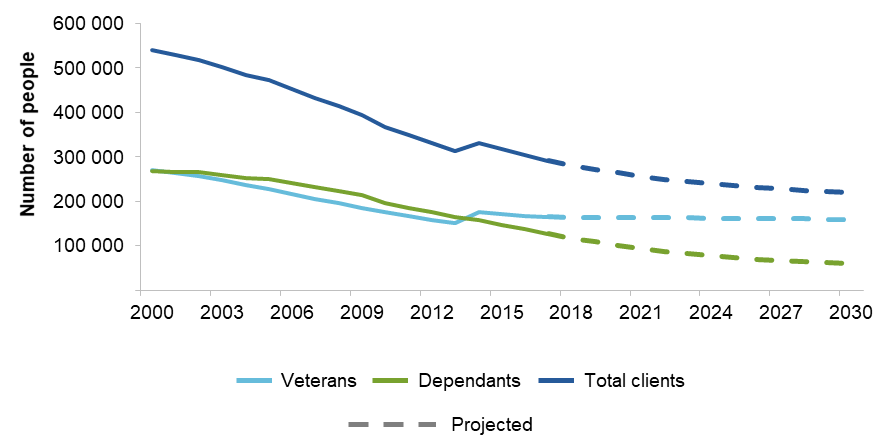 600 000
500 000
400 000
300 000
200 000
100 000
Number of people
2000 2003 2006 2009 2012 2015 2018 2021 2024 2027 2030
Veterans Dependants Total clients
Projected